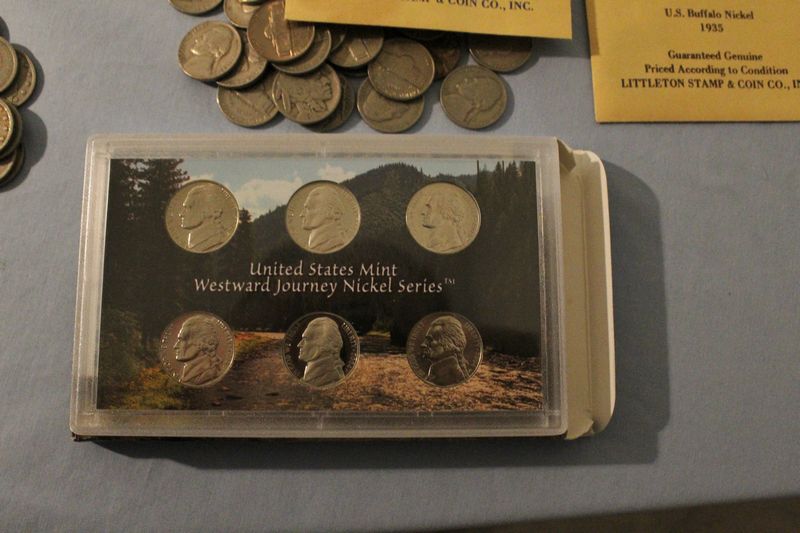 AMP & COIN CO., INC.
U.S. Buffalo Nickel
1935
Guaranteed Genuine
Priced According to Condition
LITTLETON STAMP & COIN CO., IN
United States Mint
Westward Journey Nickel Series™